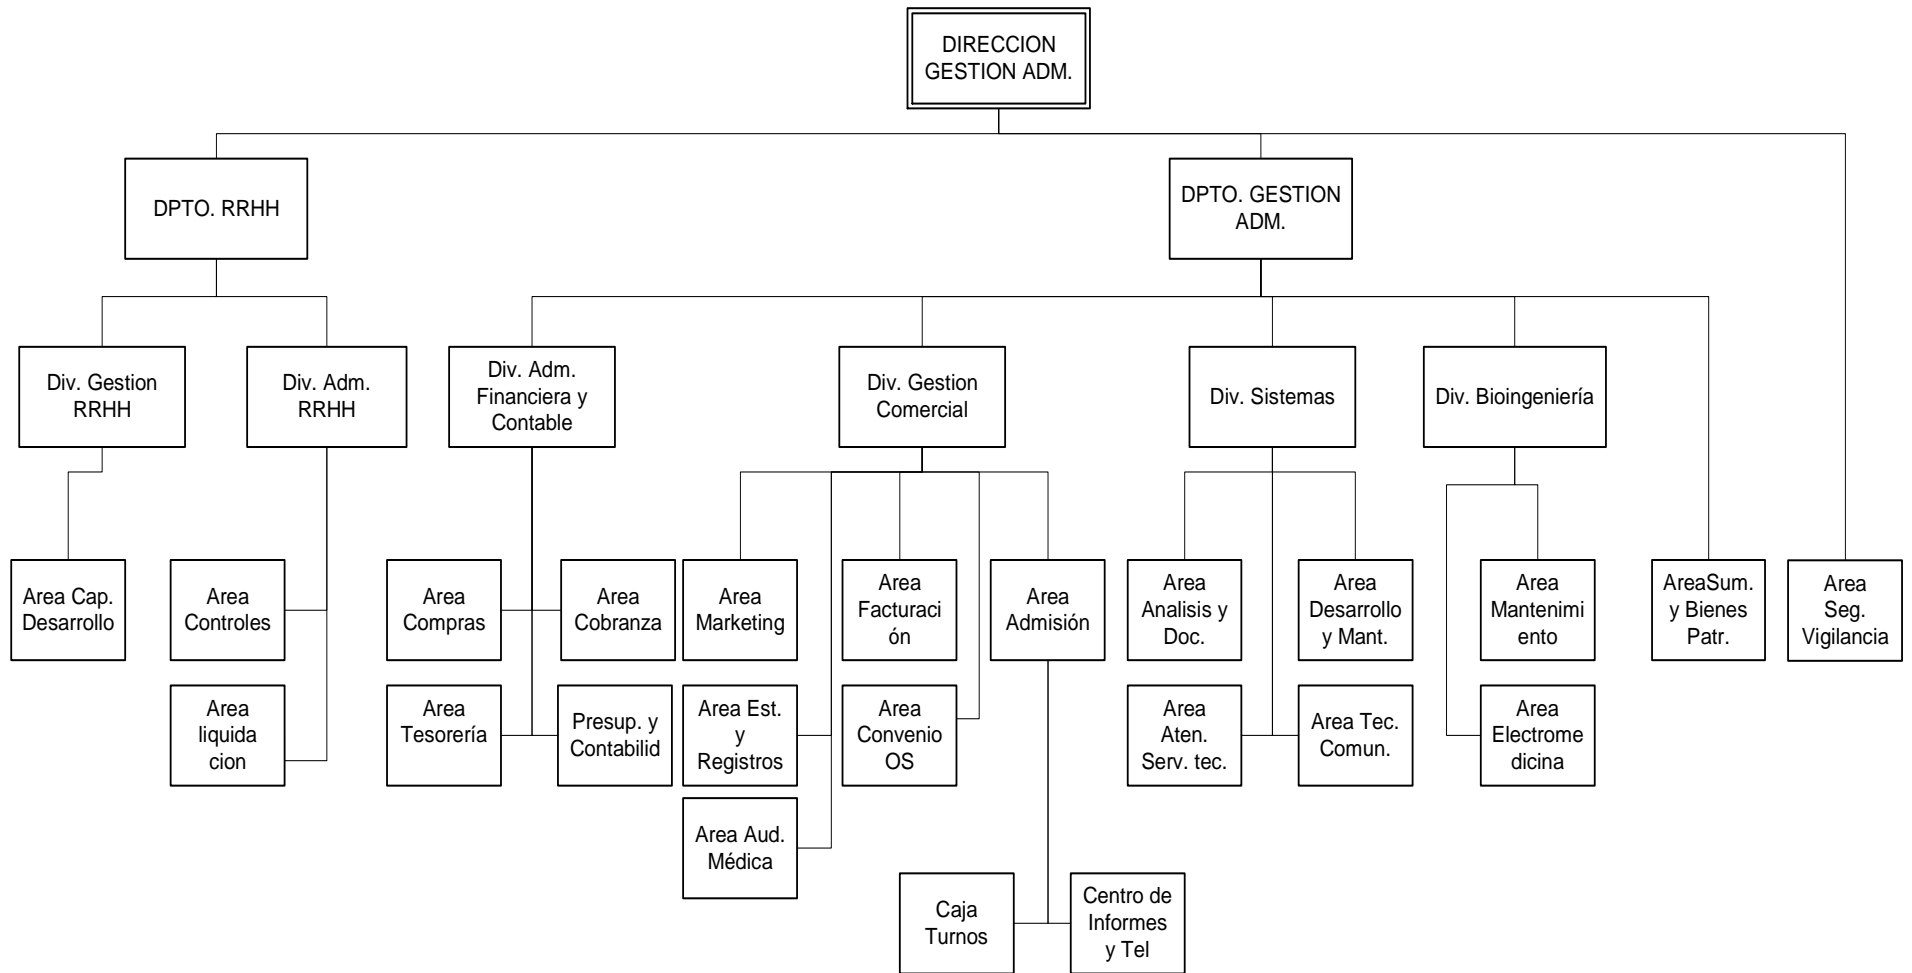 DIRECCION
GESTION ADM.
DPTO. RRHH
DPTO. GESTION
ADM.
Div. Gestion
RRHH
Div. Adm.
RRHH
Div. Adm.
Financiera y
Contable
Div. Gestion
Comercial
Div. Sistemas
Div. Bioingeniería
Area Cap.
Desarrollo
Area
Controles
Area
Compras
Area
Cobranza
Area
Marketing
Area
Facturaci
ón
Area
Admisión
Area
Analisis y
Doc.
Area
Desarrollo
y Mant.
Area
Mantenimi
ento
AreaSum.
y Bienes
Patr.
Area
Seg.
Vigilancia
Area
liquida
cion
Area
Tesorería
Presup. y
Contabilid
Area Est.
y
Registros
Area
Convenio
OS
Area
Aten.
Serv. tec.
Area Tec.
Comun.
Area
Electrome
dicina
Area Aud.
Médica
Caja
Turnos
Centro de
Informes
y Tel